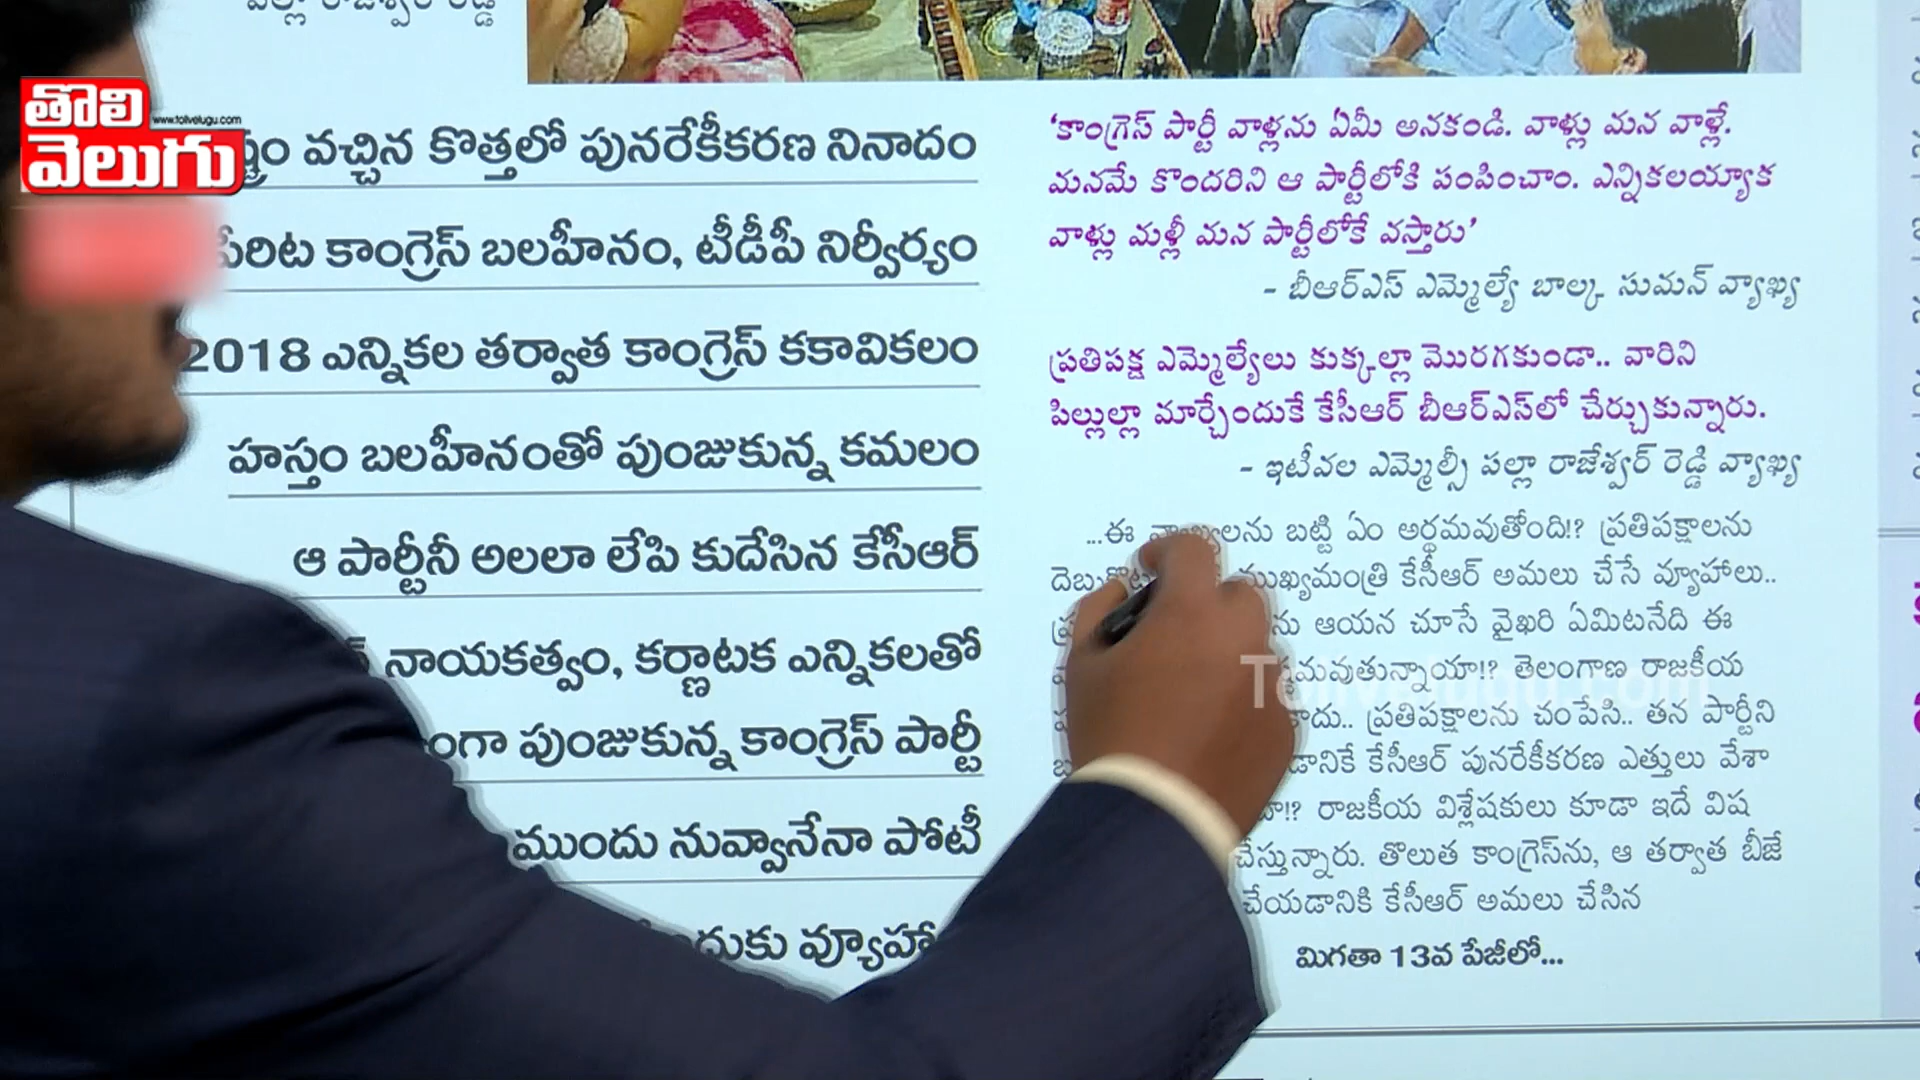 తొలి
వెలుగు
www.tolivelugu.com
వచ్చిన కొత్తలో పునరేకీకరణ నినాదం
కాంగ్రెస్ బలహీనం, టీడీపీ నిర్వీర్యం
2018 ఎన్నికల తర్వాత కాంగ్రెస్ కకావికలం
హస్తం బలహీనంతో పుంజుకున్న కమలం
ఆ పార్టీనీ అలలా లేపి కుదేసిన కేసీఆర్
నాయకత్వం, కర్ణాటక ఎన్నికలతో
పుంజుకున్న కాంగ్రెస్ పార్టీ
ముందు నువ్వానేనా పోటీ
‘కాంగ్రెస్ పార్టీ వాళ్లను ఏమీ అనకండి. వాళ్లు మన వాళ్లే.
మనమే కొందరిని ఆ పార్టీలోకి పంపించాం. ఎన్నికలయ్యాక
వాళ్లు మళ్లీ మన పార్టీలోకే వస్తారు’
- బీఆర్ఎస్ ఎమ్మెల్యే బాల్క సుమన్ వ్యాఖ్య
ప్రతిపక్ష ఎమ్మెల్యేలు కుక్కల్లా మొరగకుండా.. వారిని
పిల్లుల్లా మార్చేందుకే కేసీఆర్ బీఆర్ఎస్‌లో చేర్చుకున్నారు.
- ఇటీవల ఎమ్మెల్సీ పల్లా రాజేశ్వర్ రెడ్డి వ్యాఖ్య
...ఈ బట్టి ఏం అర్థమవుతోంది!? ప్రతిపక్షాలను
ముఖ్యమంత్రి కేసీఆర్ అమలు చేసే వ్యూహాలు..
ఆయన చూసే వైఖరి ఏమిటనేది ఈ
తెలంగాణ రాజకీయ
Tolivelugu.com
ప్రతిపక్షాలను చంపేసి.. తన పార్టీని
కేసీఆర్ పునరేకీకరణ ఎత్తులు వేశా
రాజకీయ విశ్లేషకులు కూడా ఇదే విష
చేస్తున్నారు. తొలుత కాంగ్రెస్‌ను, ఆ తర్వాత బీజే
చేయడానికి కేసీఆర్ అమలు చేసిన
మిగతా 13వ పేజీలో...